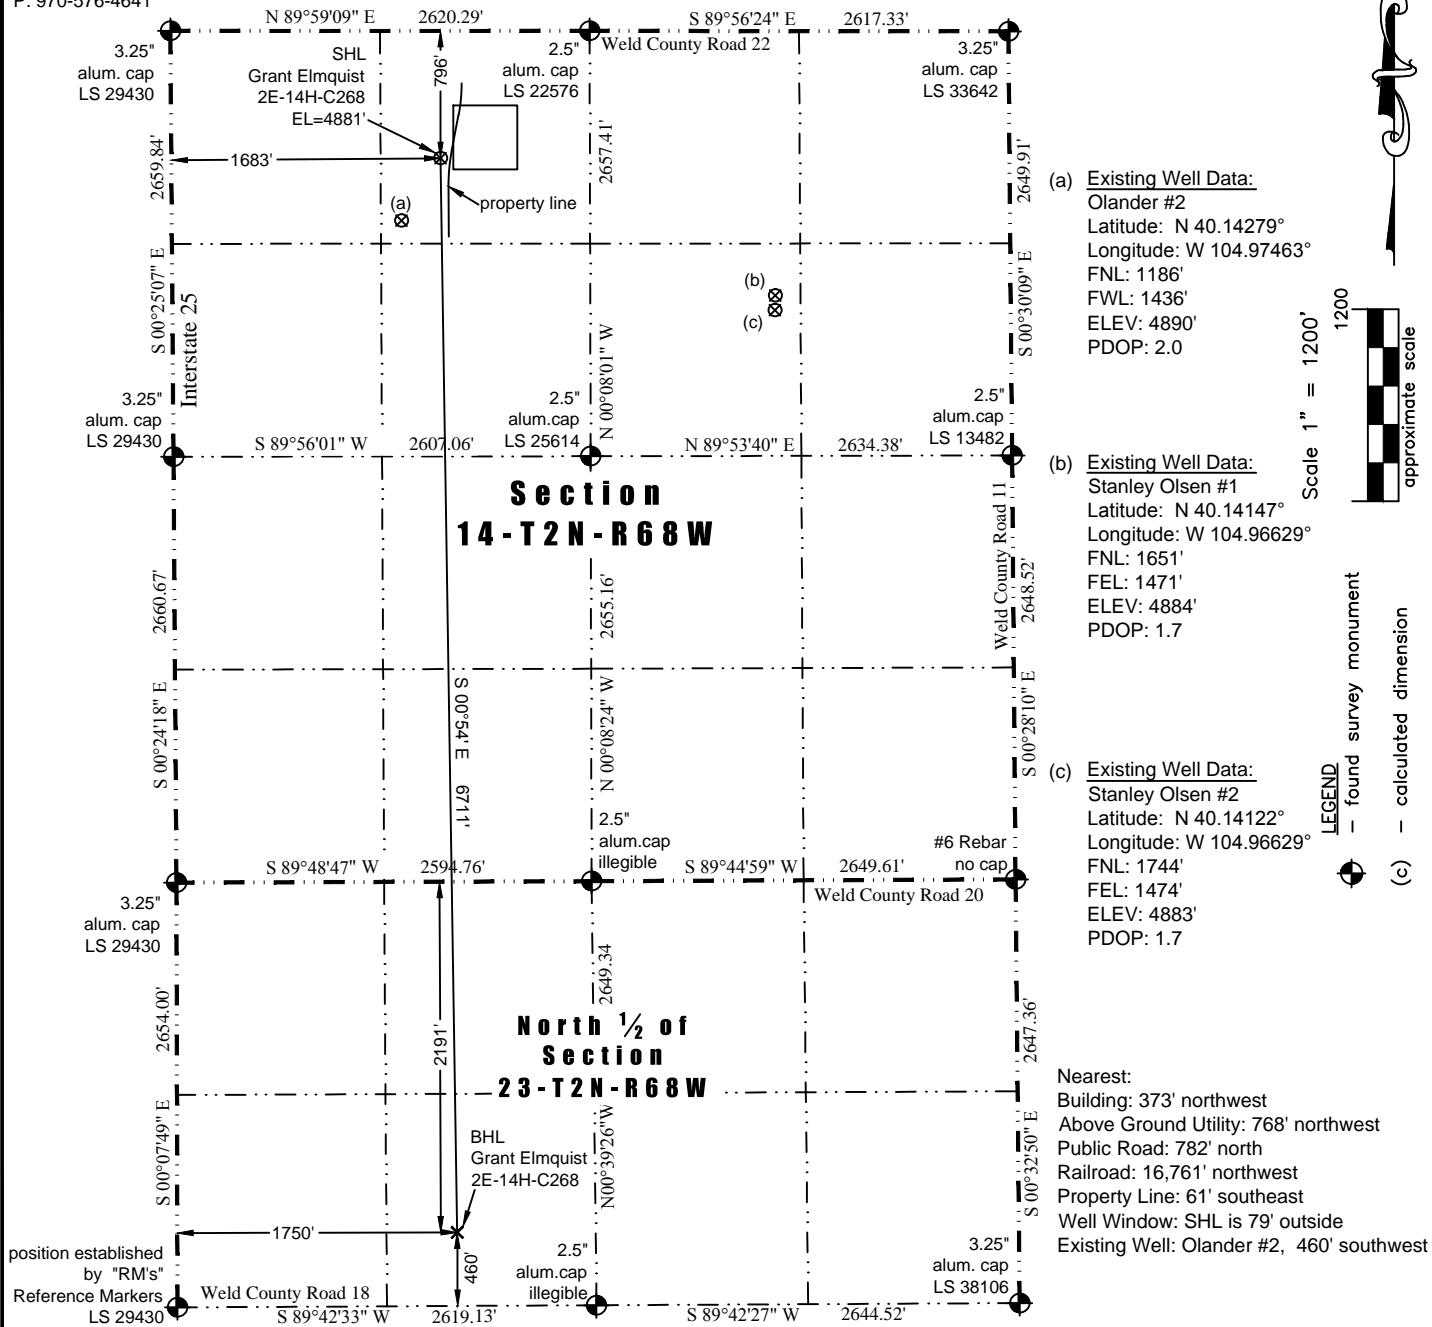 P: 970-576-4641
N 89°59'09" E 2620.29' S 89°56'24" E 2617.33'
Weld County Road 22
3.25"
alum. cap
LS 29430
SHL
Grant Elmquist
2E-14H-C268
EL=4881'
796'
2.5"
alum. cap
LS 22576
3.25"
alum. cap
LS 33642
2659.84'
1683'
2657.41'
2649.91'
property line
(a)
(b)
(c)
S 00°25'07" E
Interstate 25
N 00°08'01" W
S 00°30'09" E
3.25"
alum. cap
LS 29430
2.5"
alum.cap
LS 25614
2.5"
alum.cap
LS 13482
S 89°56'01" W 2607.06' N 89°53'40" E 2634.38'
Section
14-T2N-R68W
Weld County Road 11
2660.67'
2655.16'
2648.52'
S 00°24'18" E
S 00°54' E 6711'
N 00°08'24" W
S 00°28'10" E
2.5"
alum.cap
illegible
#6 Rebar
no cap
S 89°48'47" W 2594.76' S 89°44'59" W 2649.61'
Weld County Road 20
3.25"
alum. cap
LS 29430
2654.00'
2191'
2649.34
2647.36'
North ½ of
Section
23-T2N-R68W
S 00°07'49" E
N00°39'26"W
S 00°32'50" E
BHL
Grant Elmquist
2E-14H-C268
1750'
460'
position established
by "RM's"
Reference Markers
LS 29430
2.5"
alum.cap
illegible
3.25"
alum. cap
LS 38106
Weld County Road 18
S 89°42'33" W 2619.13' S 89°42'27" W 2644.52'
(a) Existing Well Data:
Olander #2
Latitude: N 40.14279°
Longitude: W 104.97463°
FNL: 1186'
FWL: 1436'
ELEV: 4890'
PDOP: 2.0
(b) Existing Well Data:
Stanley Olsen #1
Latitude: N 40.14147°
Longitude: W 104.96629°
FNL: 1651'
FEL: 1471'
ELEV: 4884'
PDOP: 1.7
(c) Existing Well Data:
Stanley Olsen #2
Latitude: N 40.14122°
Longitude: W 104.96629°
FNL: 1744'
FEL: 1474'
ELEV: 4883'
PDOP: 1.7
Scale 1" = 1200'
1200
approximate scale
LEGEND
– found survey monument
(c) – calculated dimension
Nearest:
Building: 373' northwest
Above Ground Utility: 768' northwest
Public Road: 782' north
Railroad: 16,761' northwest
Property Line: 61' southeast
Well Window: SHL is 79' outside
Existing Well: Olander #2, 460' southwest